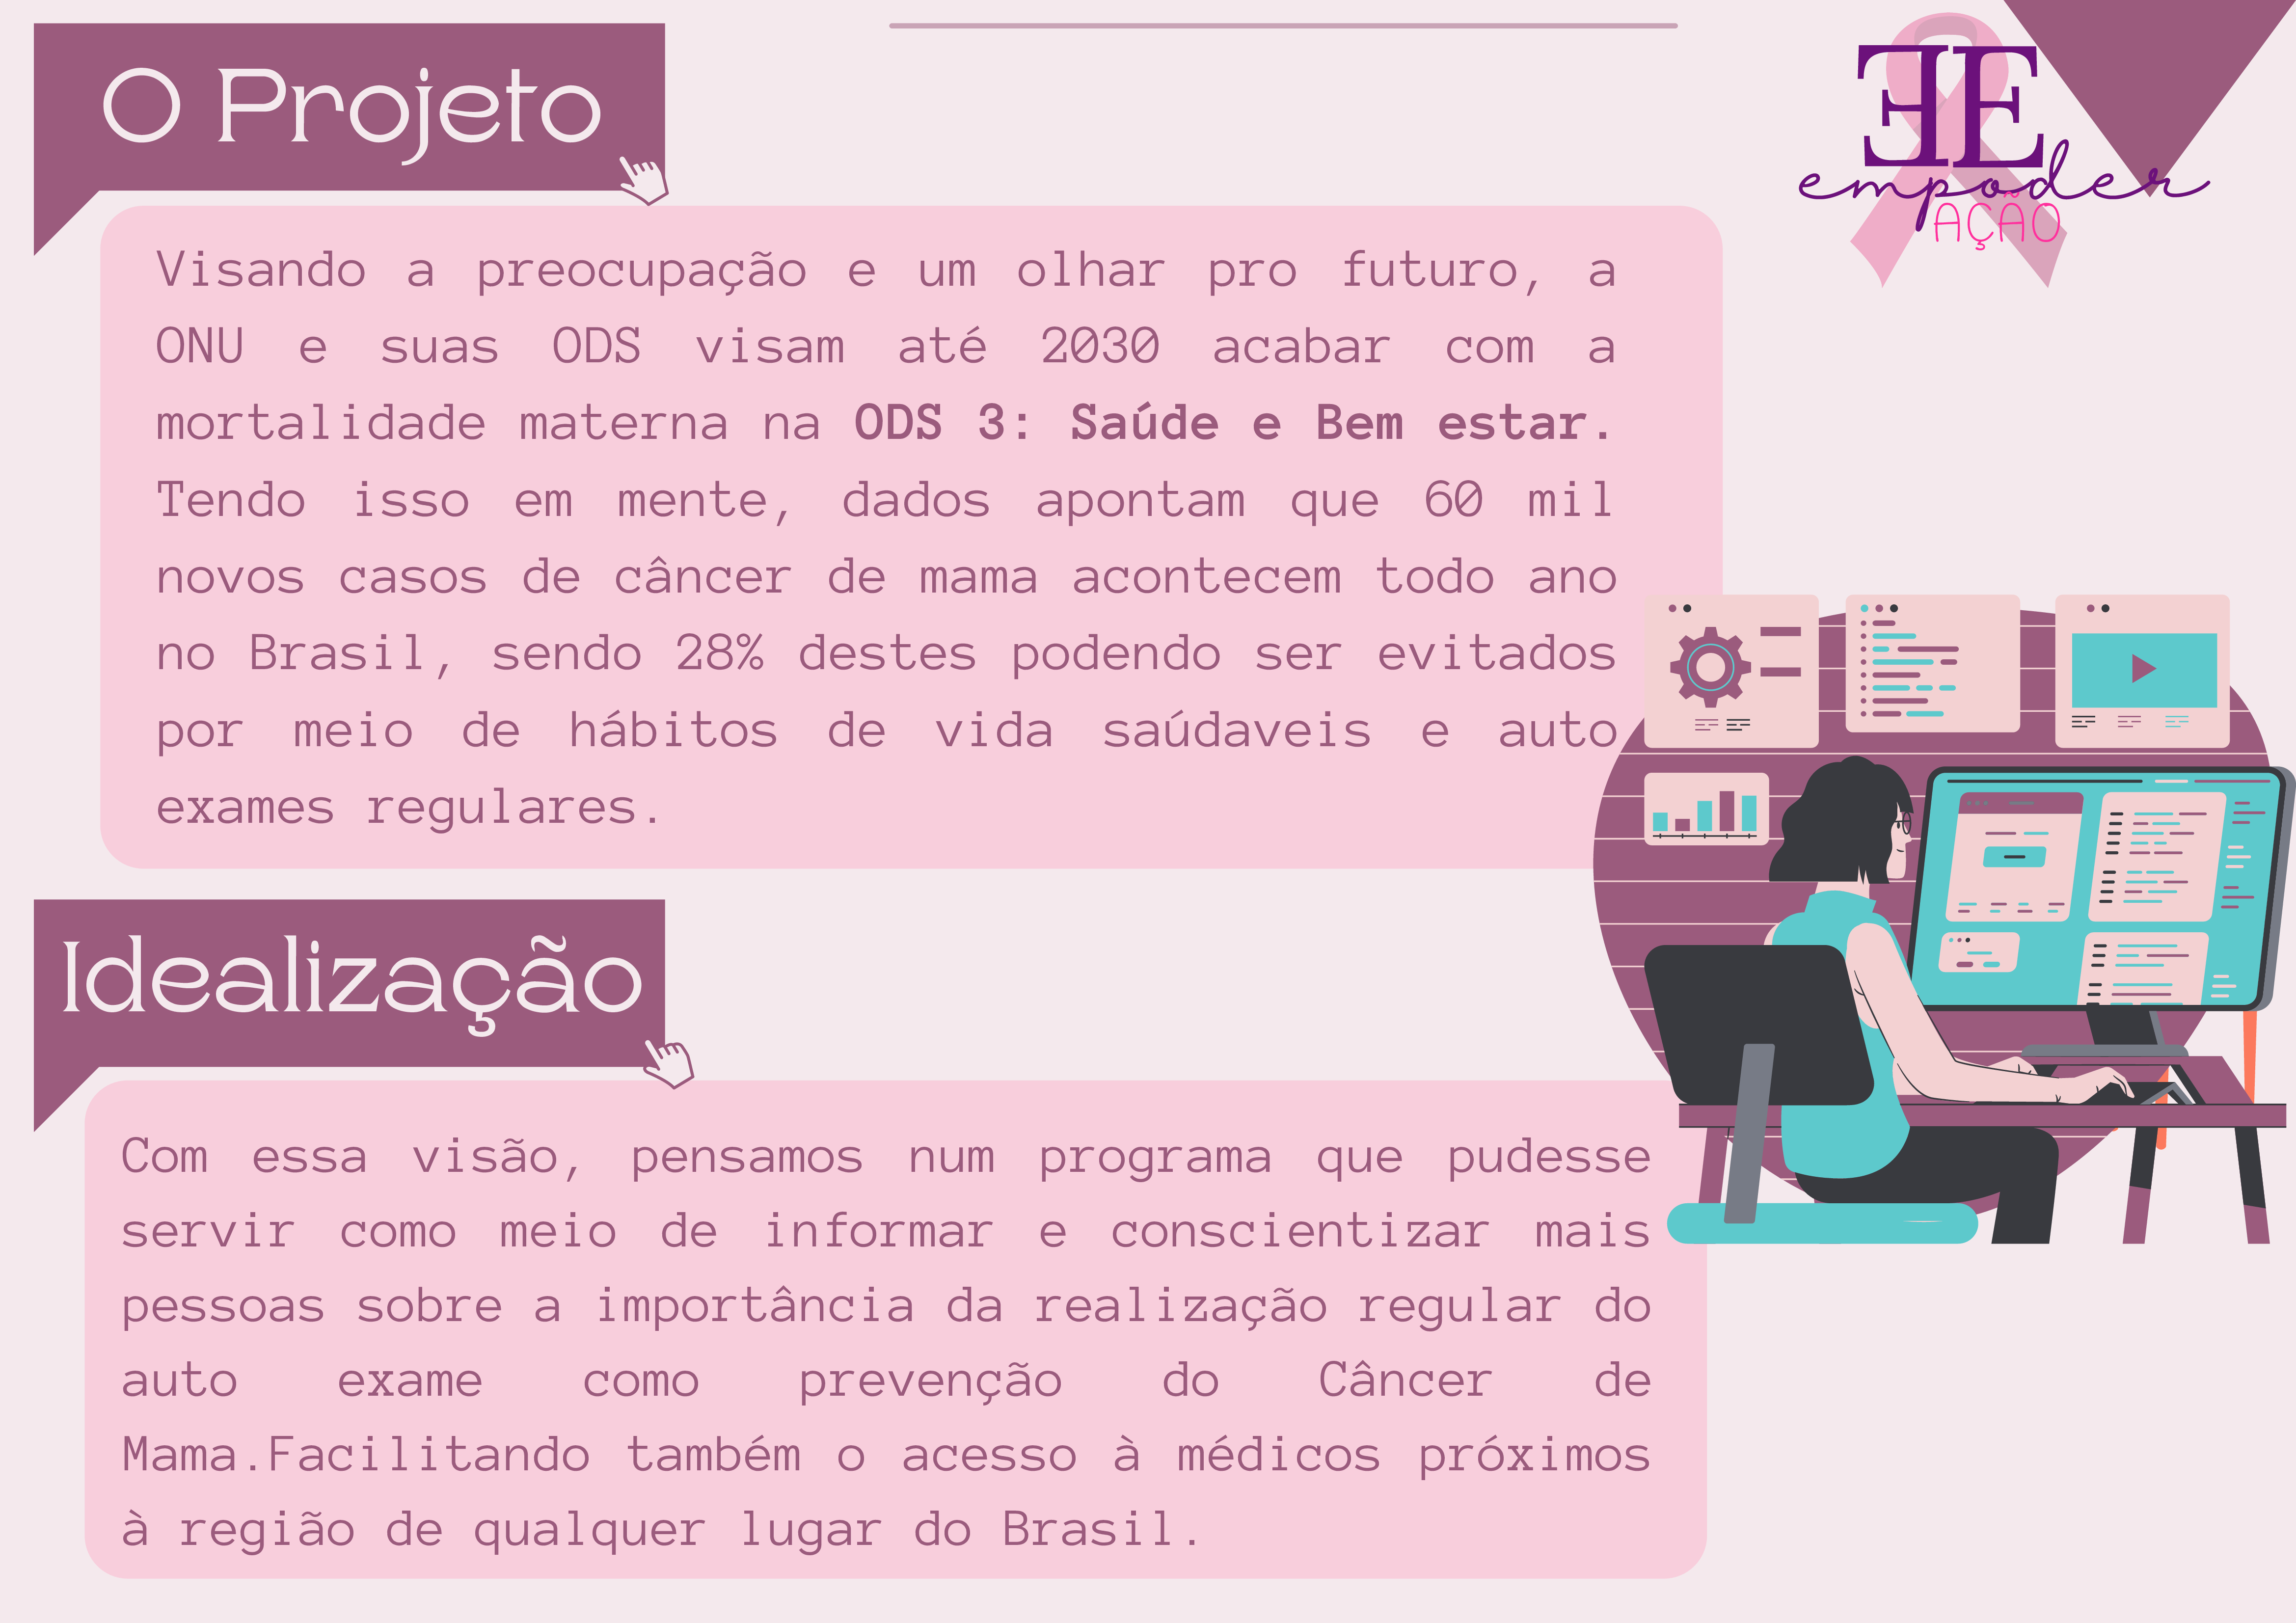 O Projeto
Visando a preocupação e um olhar pro futuro, a
ONU e suas ODS visam até 2030 acabar com a
mortalidade materna na ODS 3: Saúde e Bem estar.
Tendo isso em mente, dados apontam que 60 mil
novos casos de câncer de mama acontecem todo ano
no Brasil, sendo 28% destes podendo ser evitados
por meio de hábitos de vida saúdaveis e auto
exames regulares.
EE
empoder
AÇÃO
Idealização
Com essa visão, pensamos num programa que pudesse
servir como meio de informar e conscientizar mais
pessoas sobre a importância da realização regular do
auto exame como prevenção do Câncer de
Mama.Facilitando também o acesso à médicos próximos
à região de qualquer lugar do Brasil.